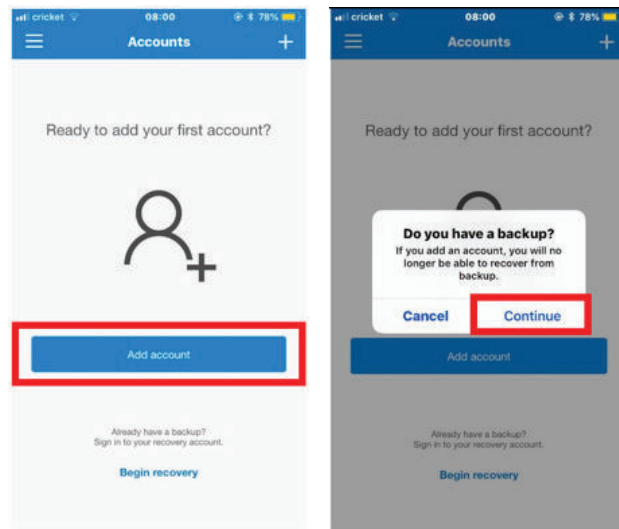 cricket 08:00 78%
Accounts
Ready to add your first account?
Add account
Already have a backup?
Sign in to your recovery account.
Begin recovery
cricket 08:00 78%
Accounts
Ready to add your first account?
Do you have a backup?
If you add an account, you will no
longer be able to recover from
backup.
Cancel Continue
Add account
Already have a backup?
Sign in to your recovery account.
Begin recovery